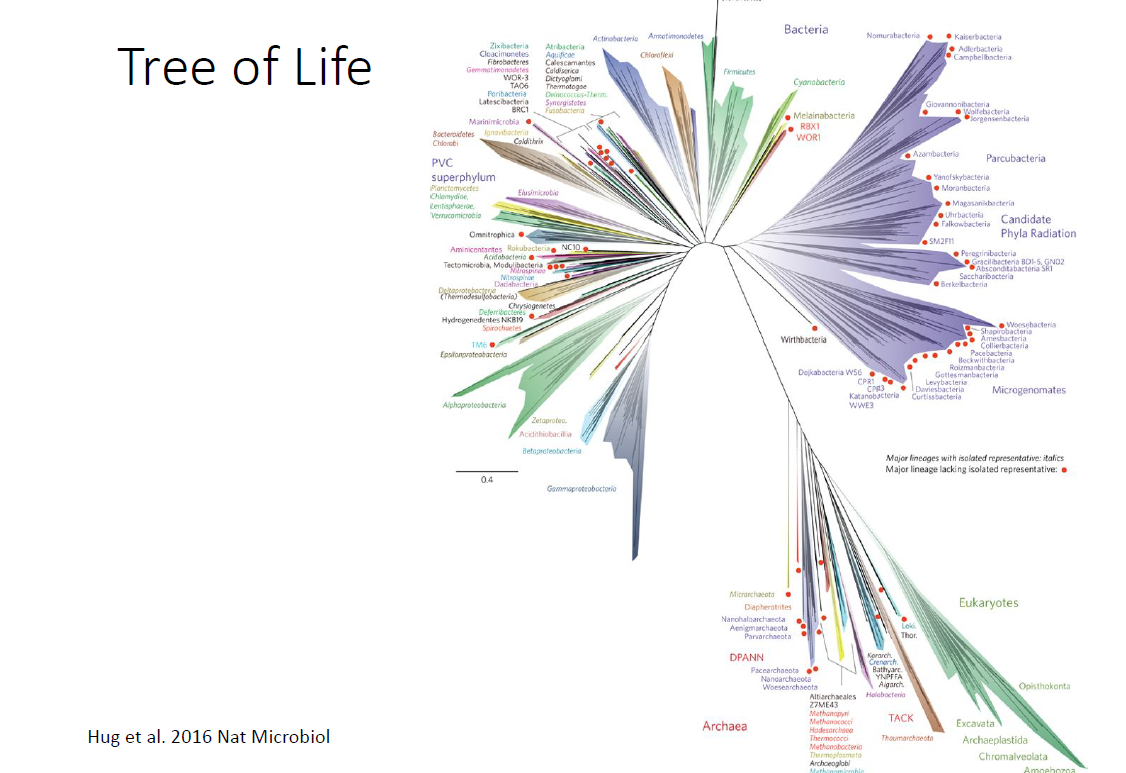 Tree of Life
Bacteria
Zixibacteria
Cloacimonetes
Fibrobacteres
Gemmatimonadetes
WOR-3
TA06
Poribacteria
Latescibacteria
BRC1
Atribacteria
Aquificae
Calescamantes
Caldiserica
Dictyoglomi
Thermotogae
Deinococcus-Therm.
Synergistetes
Fusobacteria
Actinobacteria
Armatimonadetes
Chloroflexi
Firmicutes
Cyanobacteria
Melainabacteria
RBX1
WOR1
Nomurabacteria
Kaiserbacteria
Adlerbacteria
Campbellbacteria
Giovannonibacteria
Wolfebacteria
Jorgensenbacteria
Azambacteria
Parcubacteria
Yanofskybacteria
Moranbacteria
Magasanikbacteria
Uhrbacteria
Falkowbacteria
Candidate
Phyla Radiation
SM2F11
Peregrinibacteria
Gracilibacteria BD1-5, GN02
Absconditabacteria SR1
Saccharibacteria
Berkelbacteria
Marinimicrobia
Bacteroidetes
Chlorobi
Ignavibacteria
Caldithrix
PVC
superphylum
Planctomycetes
Chlamydiae,
Lentisphaerae,
Verrucomicrobia
Elusimicrobia
Omnitrophica
Aminicentantes
Rokubacteria
NC10
Acidobacteria
Tectomicrobia, Modulibacteria
Nitrospinae
Nitrospirae
Dadabacteria
Deltaproteobacteria
(Thermodesulfobacteria)
Chrysiogenetes
Deferribacteres
Hydrogenedentes NKB19
Spirochaetes
TM6
Epsilonproteobacteria
Wirthbacteria
Woesebacteria
Shapirobacteria
Amesbacteria
Collierbacteria
Pacebacteria
Beckwithbacteria
Roizmanbacteria
Gottesmanbacteria
Levybacteria
Daviesbacteria
Curtissbacteria
Microgenomates
Dojkabacteria WS6
CPR1
CPR3
Katanobacteria
WWE3
Alphaproteobacteria
Zetaproteo.
Acidithiobacillia
Betaproteobacteria
0.4
Gammaproteobacteria
Major lineages with isolated representative: italics
Major lineage lacking isolated representative:
Micrarchaeota
Diapherotrites
Nanohaloarchaeota
Aenigmarchaeota
Parvarchaeota
DPANN
Pacearchaeota
Nanoarchaeota
Woesearchaeota
Loki.
Thor.
Eukaryotes
Korarch.
Crenarch.
Bathyarc.
YNPFFA
Aigarch.
Halobacteria
Altiarchaeales
Z7ME43
Methanopyri
Methanococci
Hadesarchaea
Thermococci
Methanobacteria
Thermoplasmata
Archaeoglobi
Methanomicrobia
Archaea
TACK
Thaumarchaeota
Opisthokonta
Excavata
Archaeplastida
Chromalveolata
Amoebozoa
Hug et al. 2016 Nat Microbiol